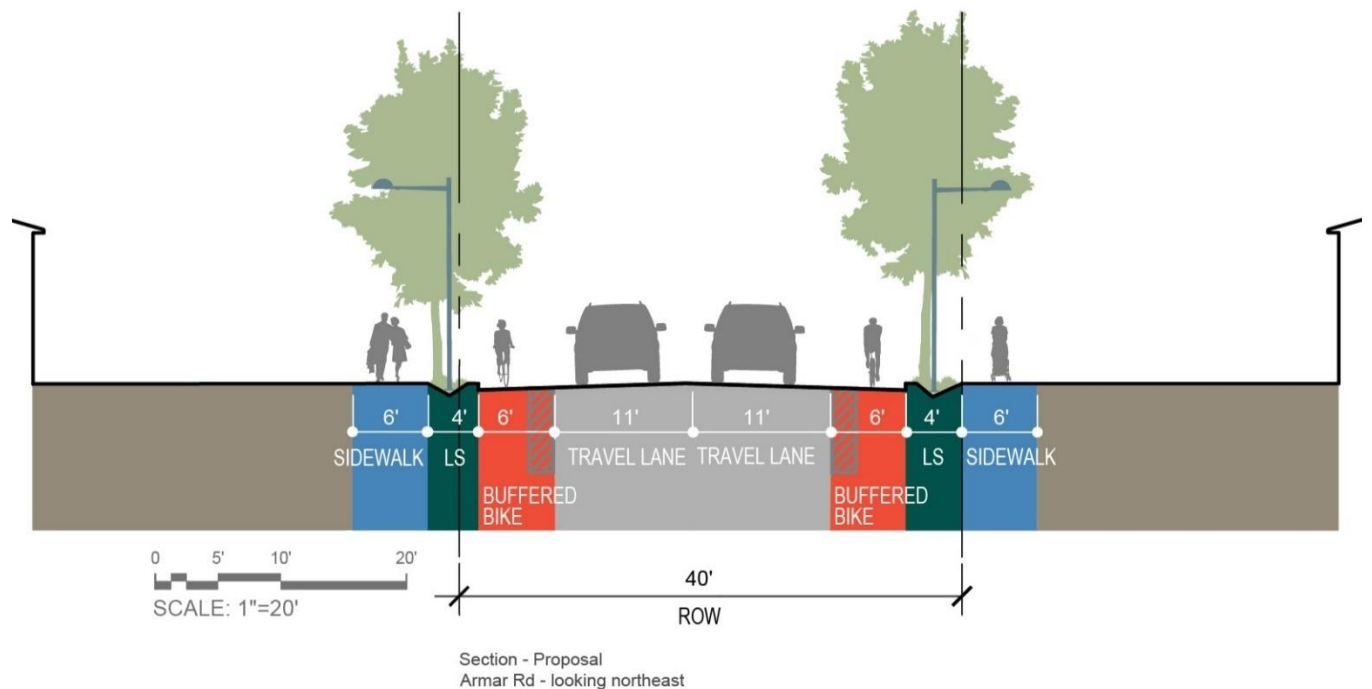 6' 4' 6' 11' 11' 6' 4' 6'
SIDEWALK LS TRAVEL LANE TRAVEL LANE LS SIDEWALK
BUFFERED BUFFERED
BIKE BIKE
0 5' 10' 20'
SCALE: 1"=20'
40'
ROW
Section - Proposal
Armar Rd - looking northeast